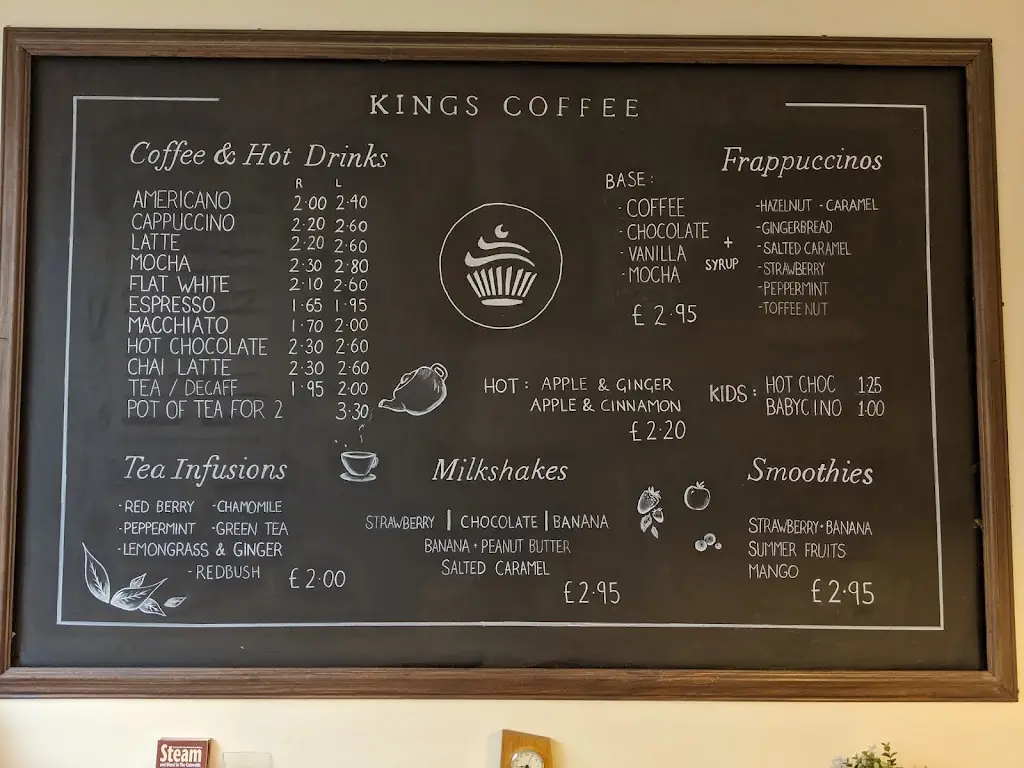 KINGS COFFEE
Coffee & Hot Drinks
R L
AMERICANO 2·00 2·40
CAPPUCCINO 2·20 2·60
LATTE 2·20 2·60
MOCHA 2·30 2·80
FLAT WHITE 2·10 2·60
ESPRESSO 1·65 1·95
MACCHIATO 1·70 2·00
HOT CHOCOLATE 2·30 2·60
CHAI LATTE 2·30 2·60
TEA / DECAFF 1·95 2·00
POT OF TEA FOR 2 3·30
Frappuccinos
BASE:
- COFFEE
- CHOCOLATE
- VANILLA
- MOCHA
+
SYRUP
-HAZELNUT -CARAMEL
-GINGERBREAD
-SALTED CARAMEL
-STRAWBERRY
-PEPPERMINT
-TOFFEE NUT
£ 2·95
HOT: APPLE & GINGER
APPLE & CINNAMON
£2·20
KIDS: HOT CHOC 1·25
BABYCINO 1·00
Tea Infusions
-RED BERRY -CHAMOMILE
-PEPPERMINT -GREEN TEA
-LEMONGRASS & GINGER
-REDBUSH £2·00
Milkshakes
STRAWBERRY | CHOCOLATE | BANANA
BANANA + PEANUT BUTTER
SALTED CARAMEL
£2·95
Smoothies
STRAWBERRY+BANANA
SUMMER FRUITS
MANGO
£2·95
Steam